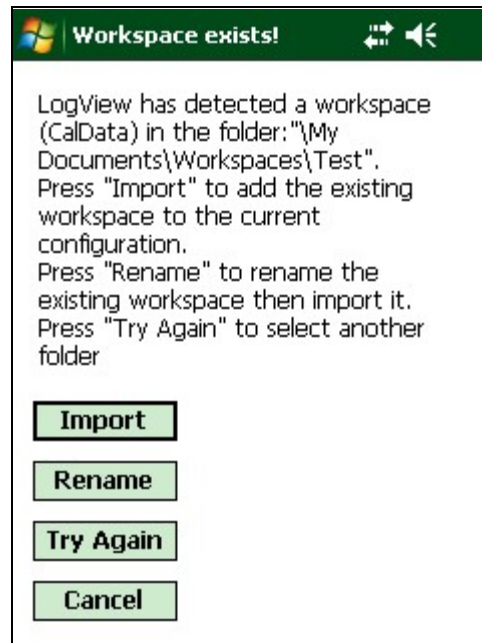 Workspace exists!
LogView has detected a workspace
(CalData) in the folder:"\My
Documents\Workspaces\Test".
Press "Import" to add the existing
workspace to the current
configuration.
Press "Rename" to rename the
existing workspace then import it.
Press "Try Again" to select another
folder
Import
Rename
Try Again
Cancel